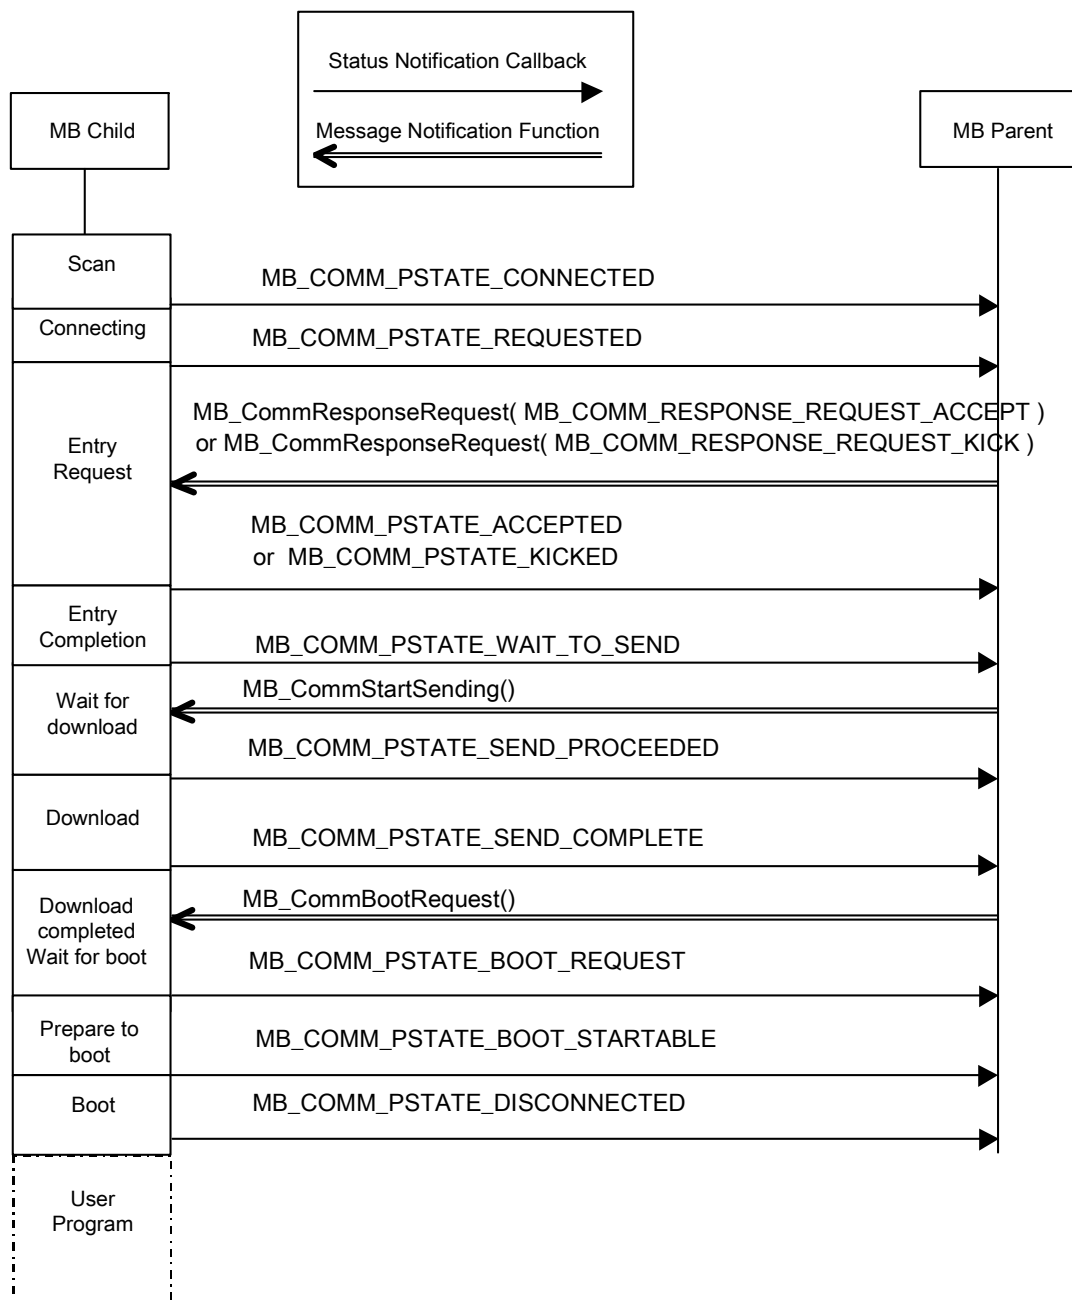 Status Notification Callback
Message Notification Function
MB Child
MB Parent
Scan
MB_COMM_PSTATE_CONNECTED
Connecting
MB_COMM_PSTATE_REQUESTED
Entry
Request
MB_CommResponseRequest( MB_COMM_RESPONSE_REQUEST_ACCEPT )
or MB_CommResponseRequest( MB_COMM_RESPONSE_REQUEST_KICK )
MB_COMM_PSTATE_ACCEPTED
or MB_COMM_PSTATE_KICKED
Entry
Completion
MB_COMM_PSTATE_WAIT_TO_SEND
Wait for
download
MB_CommStartSending()
MB_COMM_PSTATE_SEND_PROCEEDED
Download
MB_COMM_PSTATE_SEND_COMPLETE
Download
completed
Wait for boot
MB_CommBootRequest()
MB_COMM_PSTATE_BOOT_REQUEST
Prepare to
boot
MB_COMM_PSTATE_BOOT_STARTABLE
Boot
MB_COMM_PSTATE_DISCONNECTED
User
Program